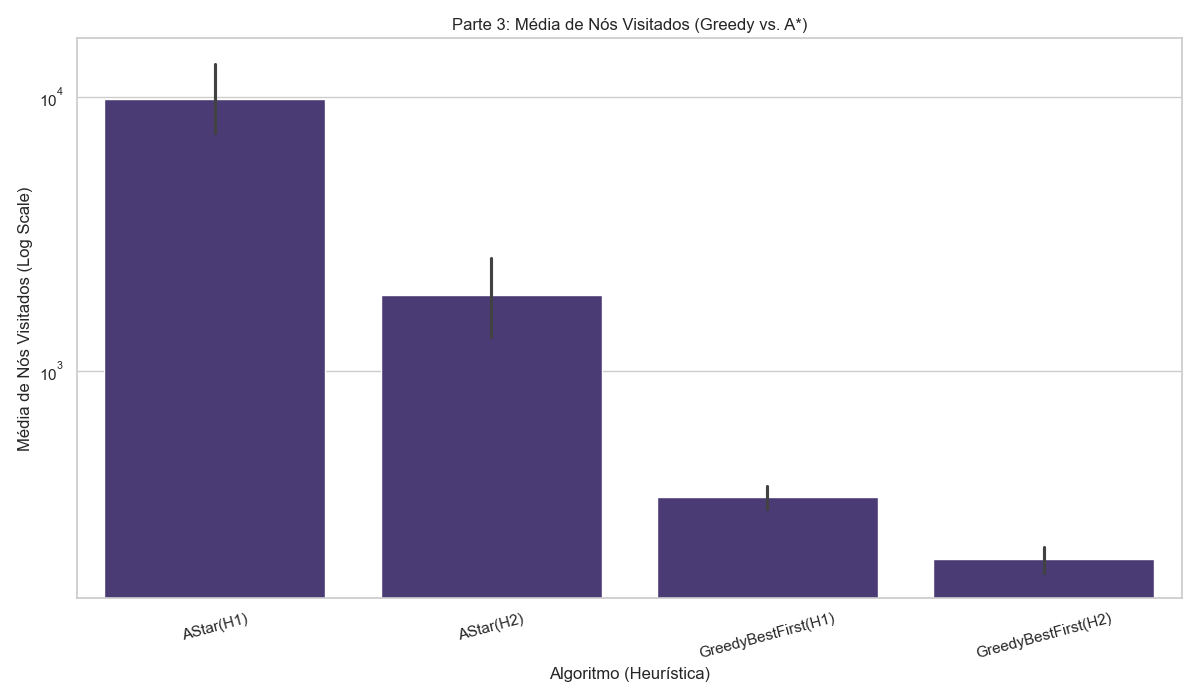 Parte 3: Média de Nós Visitados (Greedy vs. A*)
Média de Nós Visitados (Log Scale)
10^4
10^3
AStar(H1)
AStar(H2)
GreedyBestFirst(H1)
GreedyBestFirst(H2)
Algoritmo (Heurística)